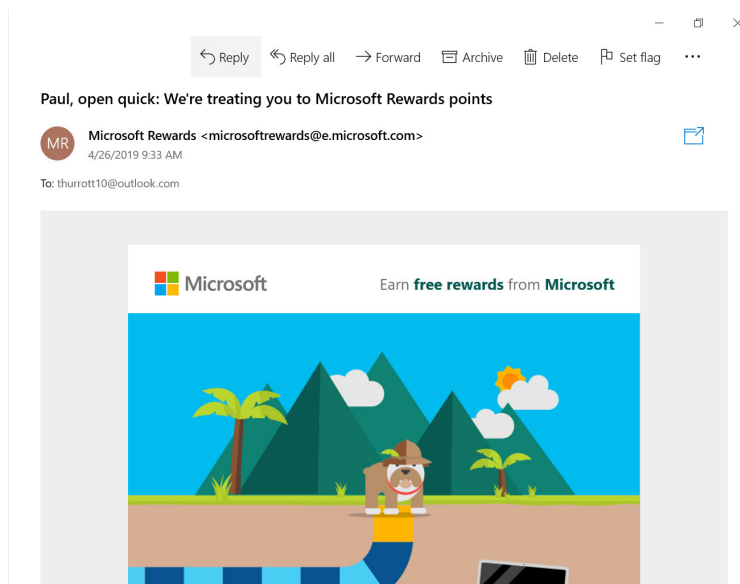 Reply Reply all Forward Archive Delete Set flag
Paul, open quick: We're treating you to Microsoft Rewards points
MR
Microsoft Rewards <microsoftrewards@e.microsoft.com>
4/26/2019 9:33 AM
To: thurrott10@outlook.com
Microsoft Earn free rewards from Microsoft